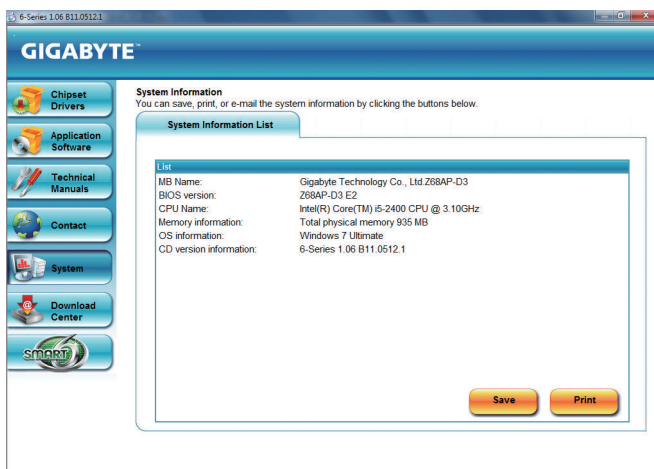 6-Series 1.06 B11.0512.1
GIGABYTE™
Chipset
Drivers
Application
Software
Technical
Manuals
Contact
System
Download
Center
SMART 6
System Information
You can save, print, or e-mail the system information by clicking the buttons below.
System Information List
List
MB Name: Gigabyte Technology Co., Ltd.Z68AP-D3
BIOS version: Z68AP-D3 E2
CPU Name: Intel(R) Core(TM) i5-2400 CPU @ 3.10GHz
Memory information: Total physical memory 935 MB
OS information: Windows 7 Ultimate
CD version information: 6-Series 1.06 B11.0512.1
Save Print